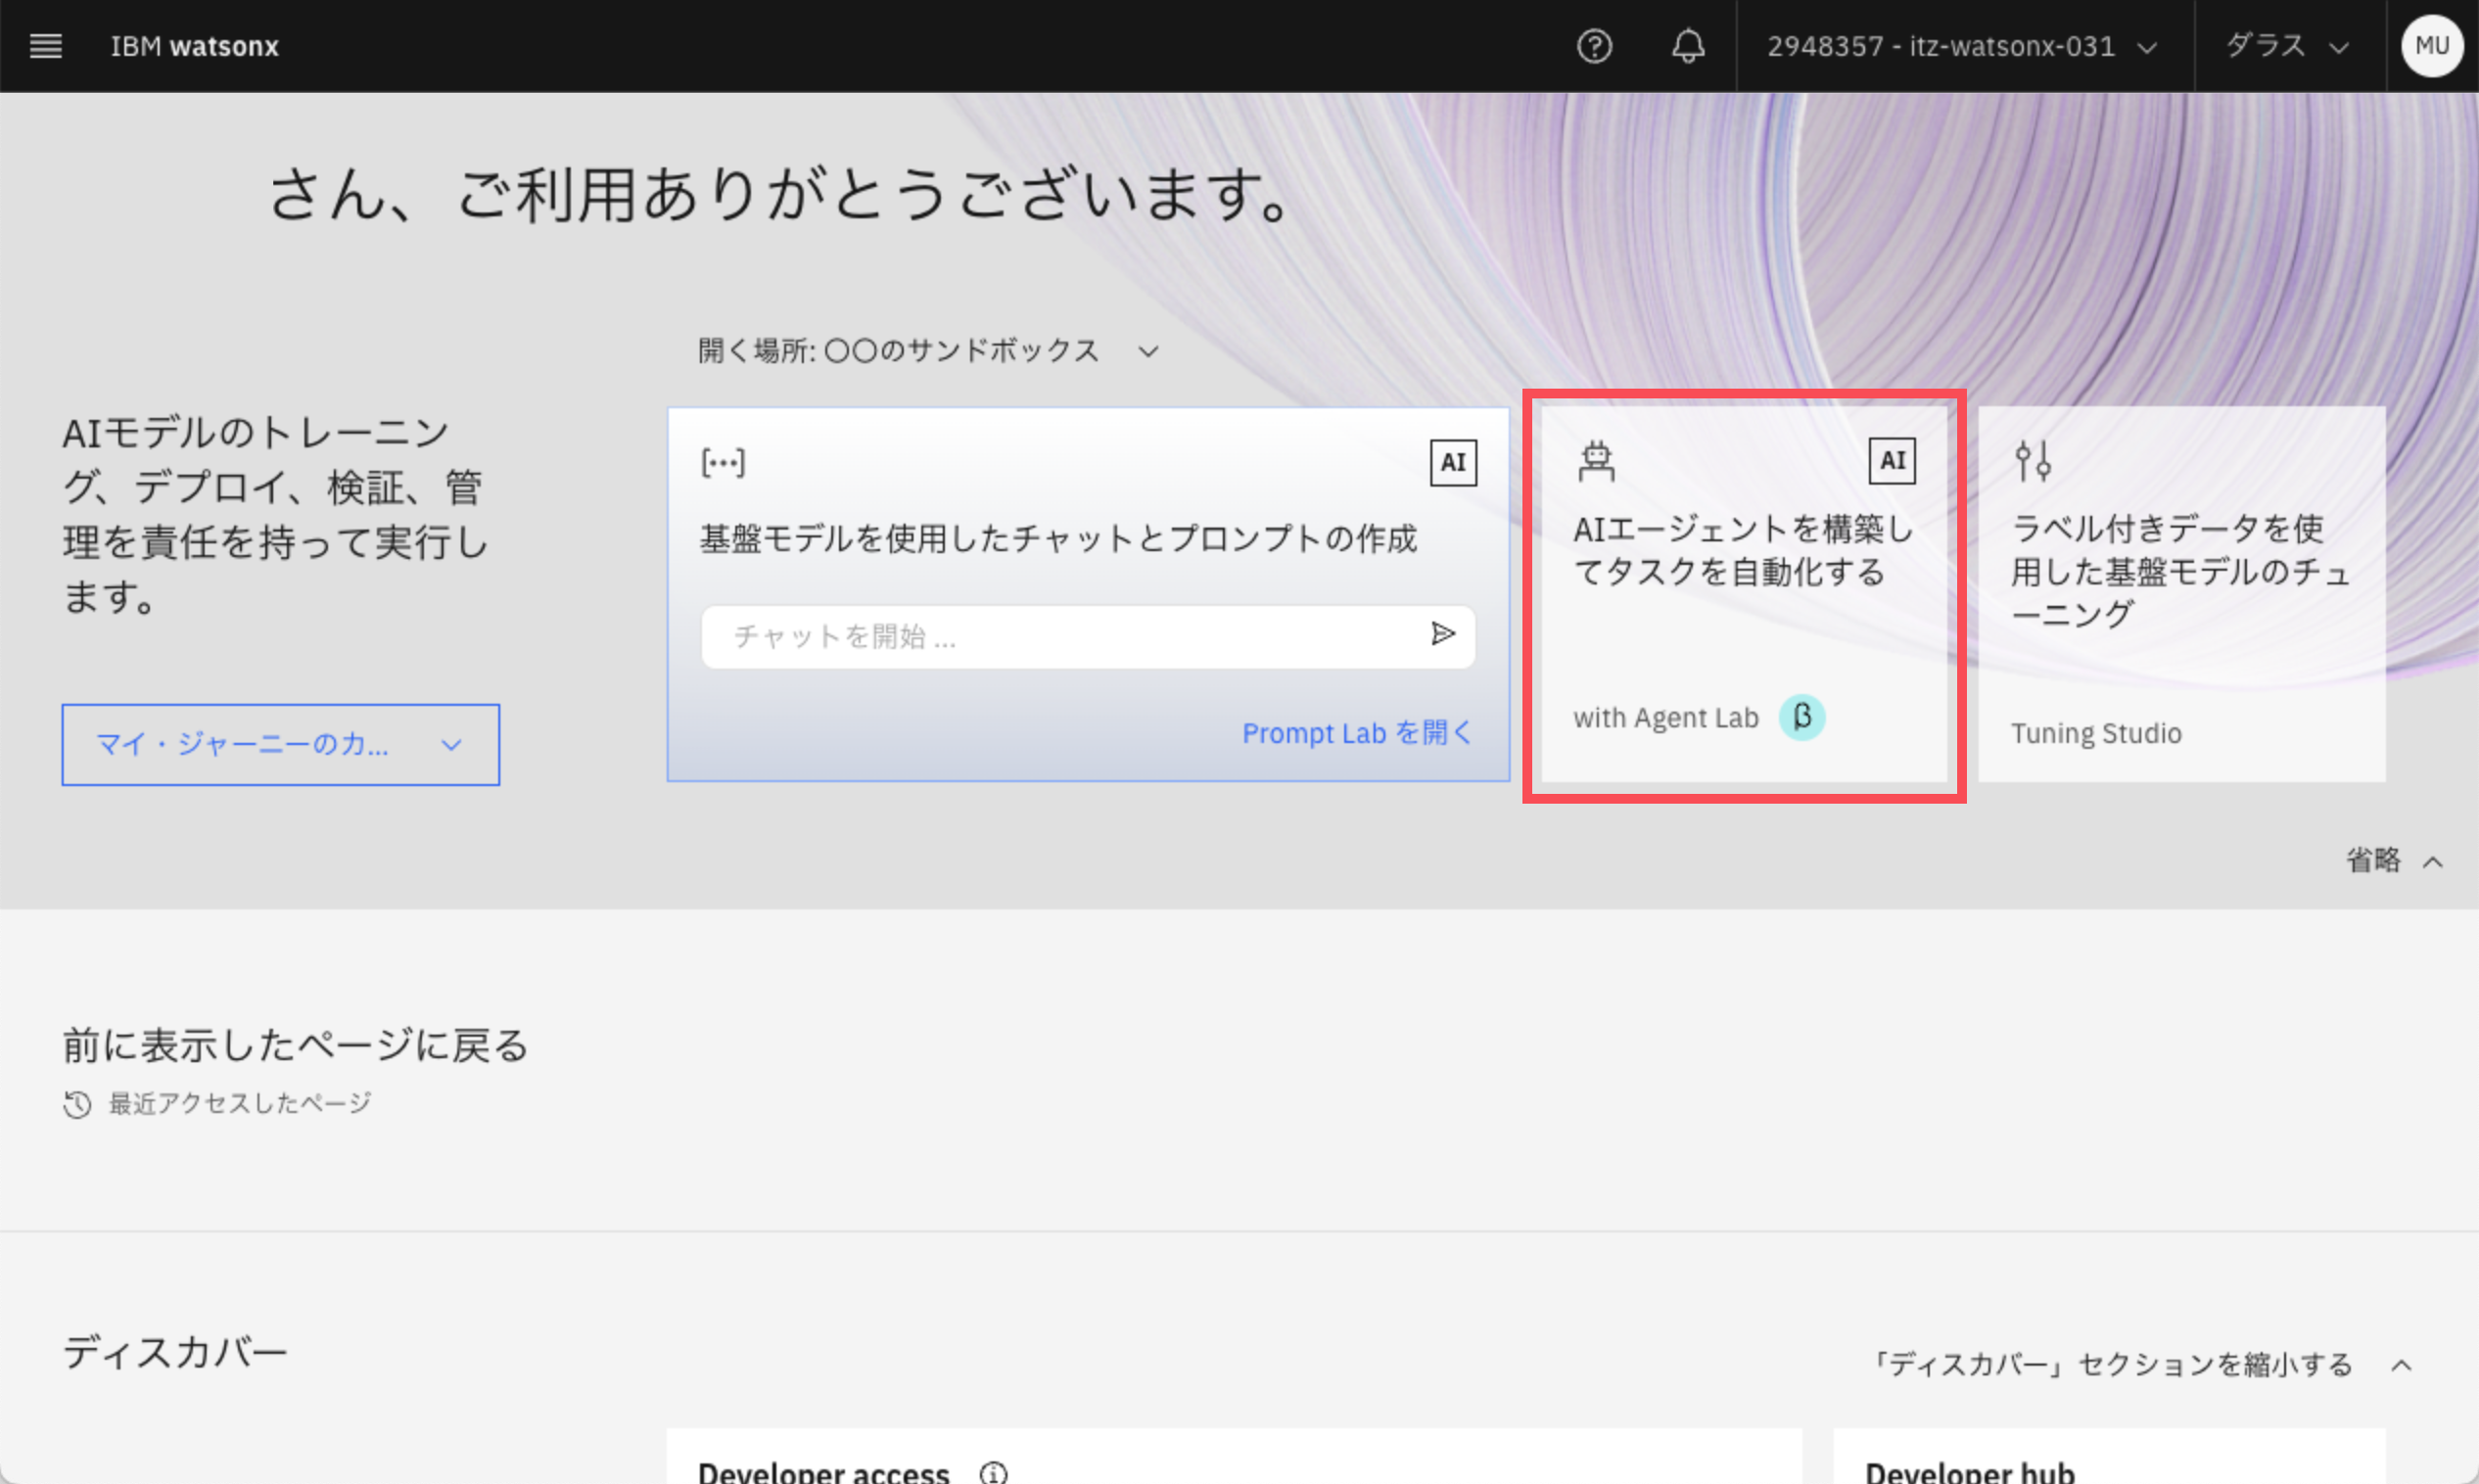 IBM watsonx
2948357 - itz-watsonx-031
ダラス
MU
さん、ご利用ありがとうございます。
開く場所: 〇〇のサンドボックス
AIモデルのトレーニン
グ、デプロイ、検証、管
理を責任を持って実行し
ます。
マイ・ジャーニーのカ...
AI
基盤モデルを使用したチャットとプロンプトの作成
チャットを開始 ...
Prompt Lab を開く
AI
AIエージェントを構築し
てタスクを自動化する
with Agent Lab β
ラベル付きデータを使
用した基盤モデルのチュ
ーニング
Tuning Studio
省略
前に表示したページに戻る
最近アクセスしたページ
ディスカバー
「ディスカバー」セクションを縮小する
Developer access
Developer hub